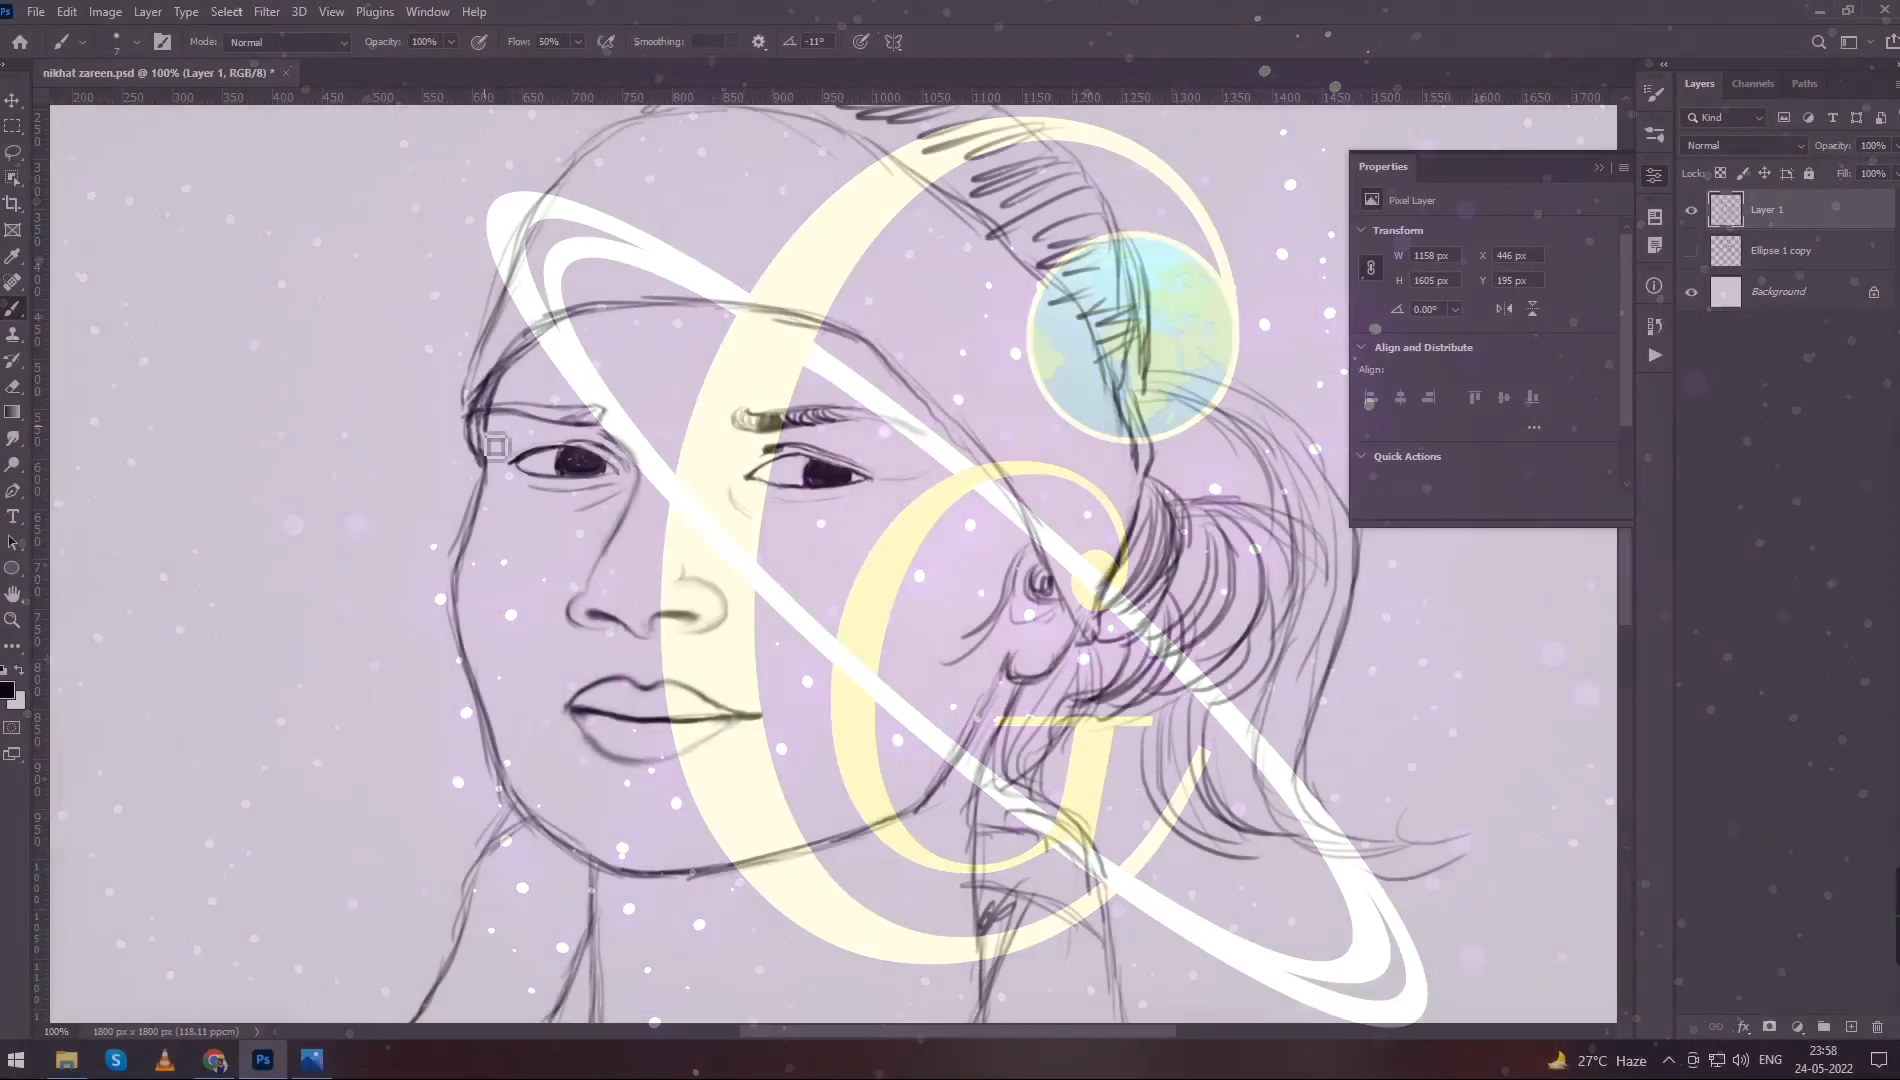 Ps File Edit Image Layer Type Select Filter 3D View Plugins Window Help
7 Mode: Normal Opacity: 100% Flow: 50% Smoothing: -11°
nikhat zareen.psd @ 100% (Layer 1, RGB/8) * ×
Layers Channels Paths
200 250 300 350 400 450 500 550 600 650 700 750 800 850 900 950 1000 1050 1100 1150 1200 1250 1300 1350 1400 1450 1500 1550 1600 1650 1700
Kind
Normal Opacity: 100%
Lock: Fill: 100%
Layer 1
Ellipse 1 copy
Background
Properties
Pixel Layer
Transform
W 1158 px X 446 px
H 1605 px Y 195 px
0.00°
Align and Distribute
Align:
Quick Actions
G
100% 1800 px x 1800 px (118.11 ppcm)
fx
S Ps 27°C Haze ENG 23:58
24-05-2022